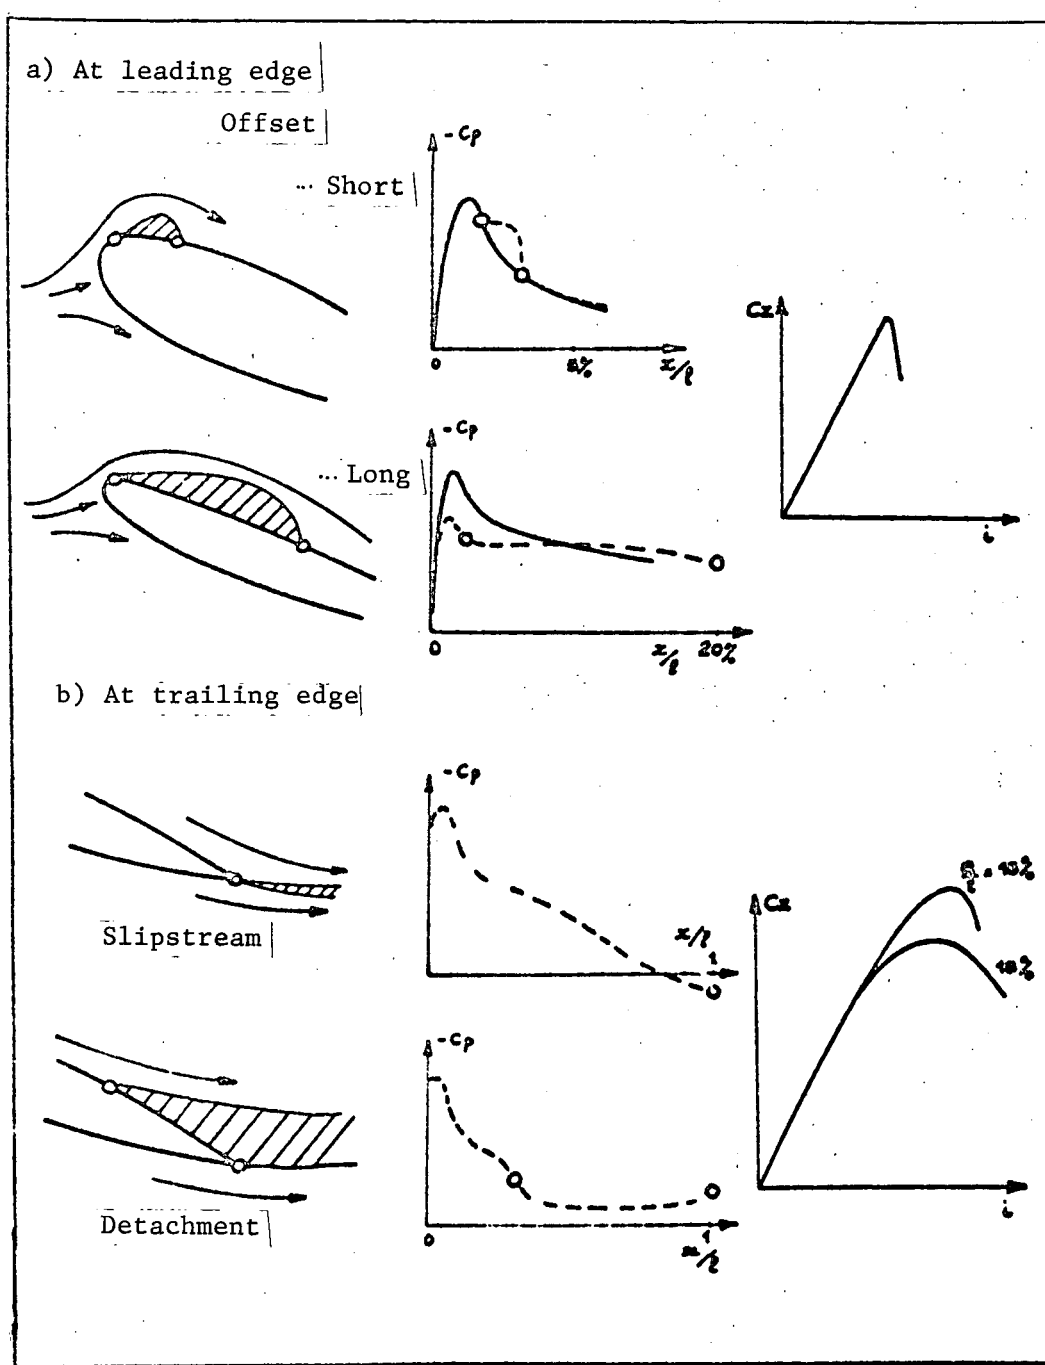 a) At leading edge
Offset
... Short
-Cp
0
x/l
Cz
i
... Long
-Cp
0
x/l 20%
b) At trailing edge
-Cp
x/l
1
Slipstream
Cz
i
-Cp
0
1
x/l
Detachment